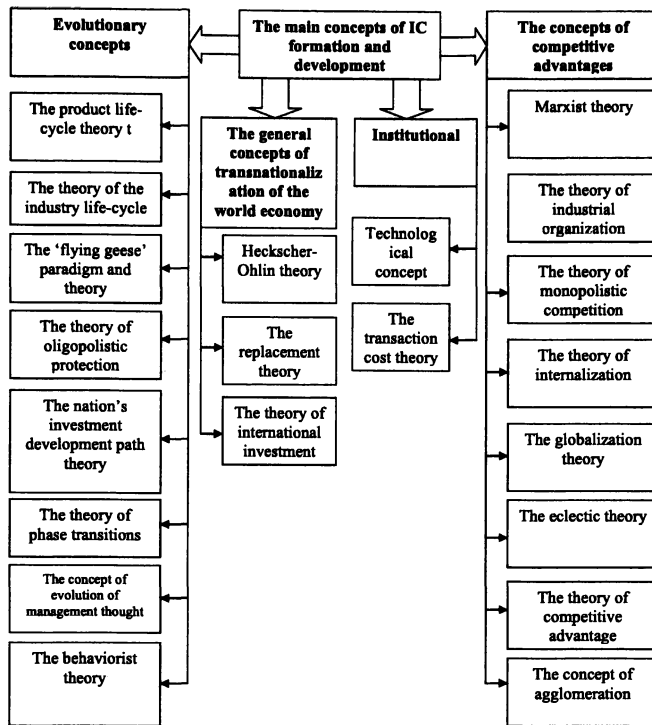 Evolutionary
concepts
The main concepts of IC
formation and
development
The concepts of
competitive
advantages
The product life-
cycle theory t
The theory of the
industry life-cycle
The ‘flying geese’
paradigm and
theory
The theory of
oligopolistic
protection
The nation’s
investment
development path
theory
The theory of
phase transitions
The concept of
evolution of
management thought
The behaviorist
theory
The general
concepts of
transnationaliz
ation of the
world economy
Heckscher-
Ohlin theory
The
replacement
theory
The theory of
international
investment
Institutional
Technolog
ical
concept
The
transaction
cost theory
Marxist theory
The theory of
industrial
organization
The theory of
monopolistic
competition
The theory of
internalization
The globalization
theory
The eclectic theory
The theory of
competitive
advantage
The concept of
agglomeration